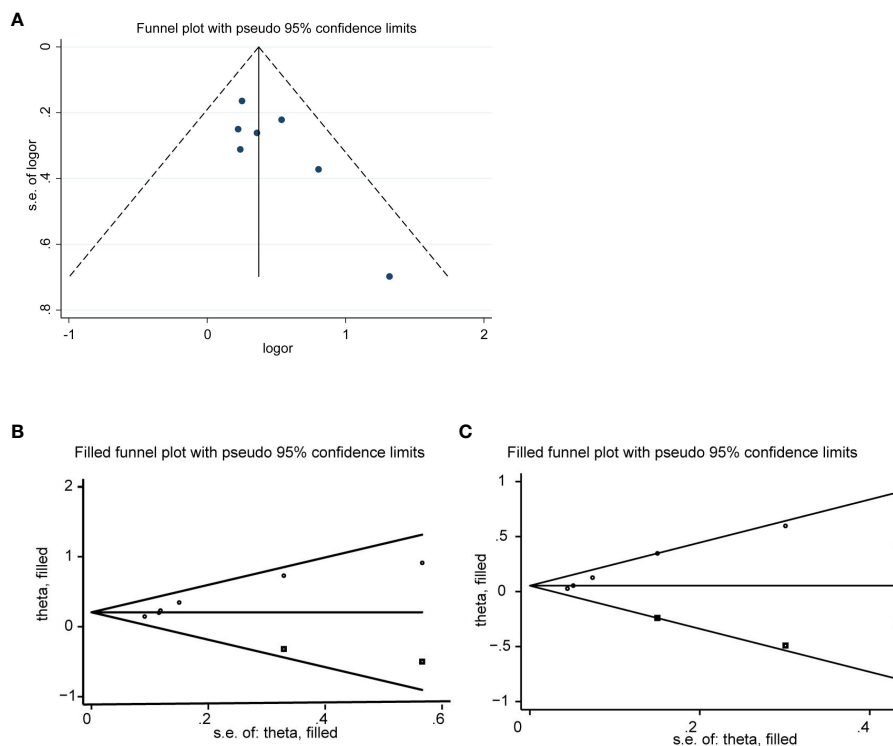 A
Funnel plot with pseudo 95% confidence limits
0
.2
.4
.6
.8
s.e. of logor
-1 0 1 2
logor
B
Filled funnel plot with pseudo 95% confidence limits
2
1
0
−1
theta, filled
0 .2 .4 .6
s.e. of: theta, filled
C
Filled funnel plot with pseudo 95% confidence limits
1
.5
0
−.5
−1
theta, filled
0 .2 .4
s.e. of: theta, filled